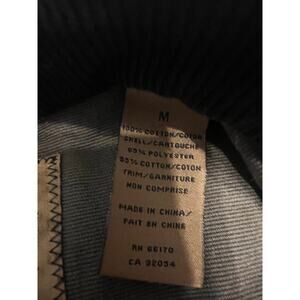 M
100% COTTON/COTON
SHELL/CARTOUCHE
65% POLYESTER
35% COTTON/COTON
TRIM/GARNITURE
NON COMPRISE
MADE IN CHINA/
FAIT EN CHINE
RN 66170
CA 32054